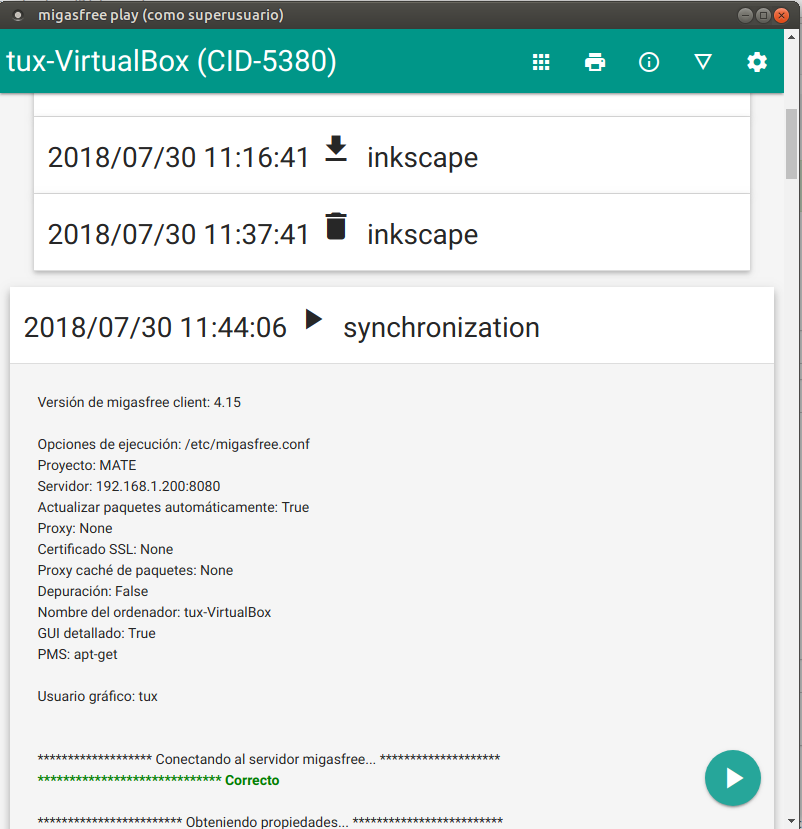 migasfree play (como superusuario)
tux-VirtualBox (CID-5380)
2018/07/30 11:16:41 inkscape
2018/07/30 11:37:41 inkscape
2018/07/30 11:44:06 synchronization
Versión de migasfree client: 4.15
Opciones de ejecución: /etc/migasfree.conf
Proyecto: MATE
Servidor: 192.168.1.200:8080
Actualizar paquetes automáticamente: True
Proxy: None
Certificado SSL: None
Proxy caché de paquetes: None
Depuración: False
Nombre del ordenador: tux-VirtualBox
GUI detallado: True
PMS: apt-get
Usuario gráfico: tux
******************* Conectando al servidor migasfree... ********************
****************************** Correcto
************************ Obteniendo propiedades... *************************